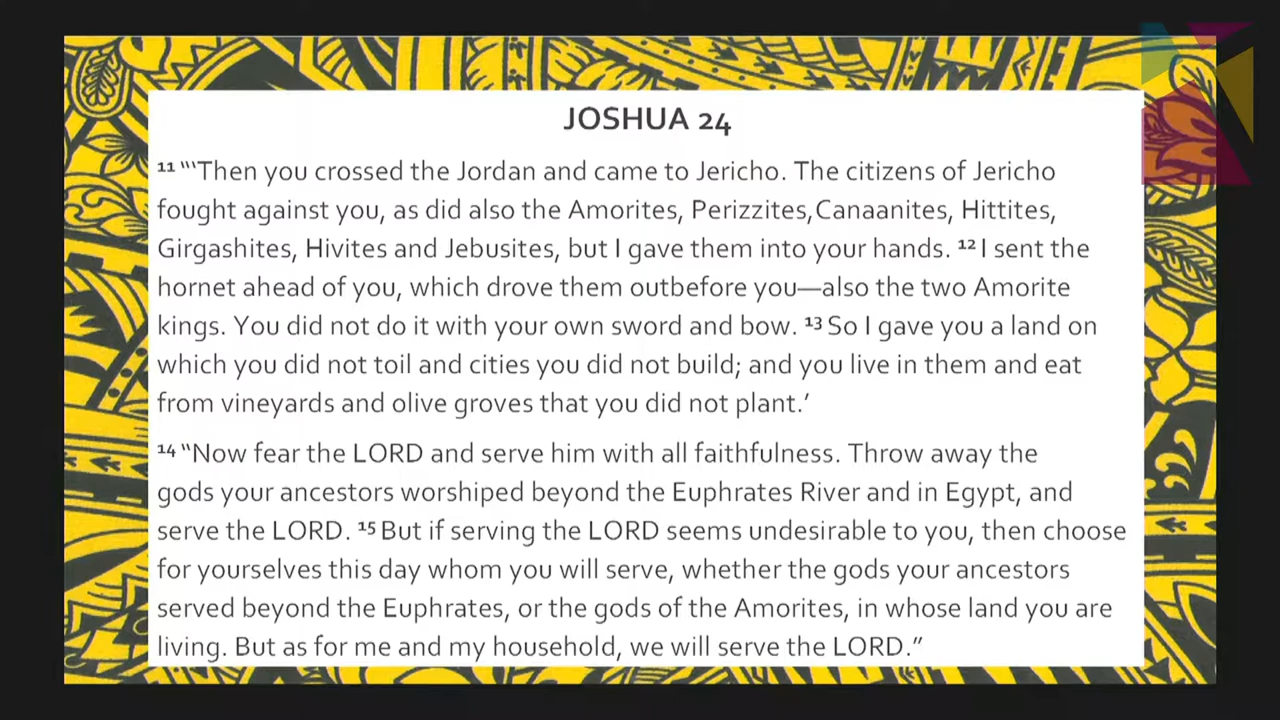 JOSHUA 24
¹¹ “‘Then you crossed the Jordan and came to Jericho. The citizens of Jericho
fought against you, as did also the Amorites, Perizzites,Canaanites, Hittites,
Girgashites, Hivites and Jebusites, but I gave them into your hands. ¹² I sent the
hornet ahead of you, which drove them outbefore you—also the two Amorite
kings. You did not do it with your own sword and bow. ¹³ So I gave you a land on
which you did not toil and cities you did not build; and you live in them and eat
from vineyards and olive groves that you did not plant.’
¹⁴ “Now fear the LORD and serve him with all faithfulness. Throw away the
gods your ancestors worshiped beyond the Euphrates River and in Egypt, and
serve the LORD. ¹⁵ But if serving the LORD seems undesirable to you, then choose
for yourselves this day whom you will serve, whether the gods your ancestors
served beyond the Euphrates, or the gods of the Amorites, in whose land you are
living. But as for me and my household, we will serve the LORD.”